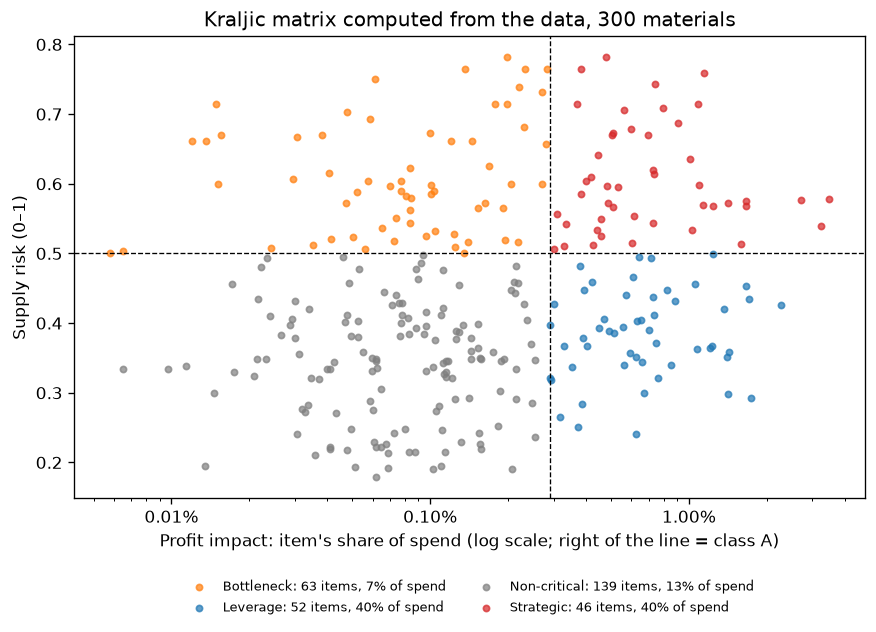 Kraljic matrix computed from the data, 300 materials
0.8
0.7
0.6
0.5
0.4
0.3
0.2
Supply risk (0–1)
0.01%
0.10%
1.00%
Profit impact: item's share of spend (log scale; right of the line = class A)
Bottleneck: 63 items, 7% of spend
Leverage: 52 items, 40% of spend
Non-critical: 139 items, 13% of spend
Strategic: 46 items, 40% of spend